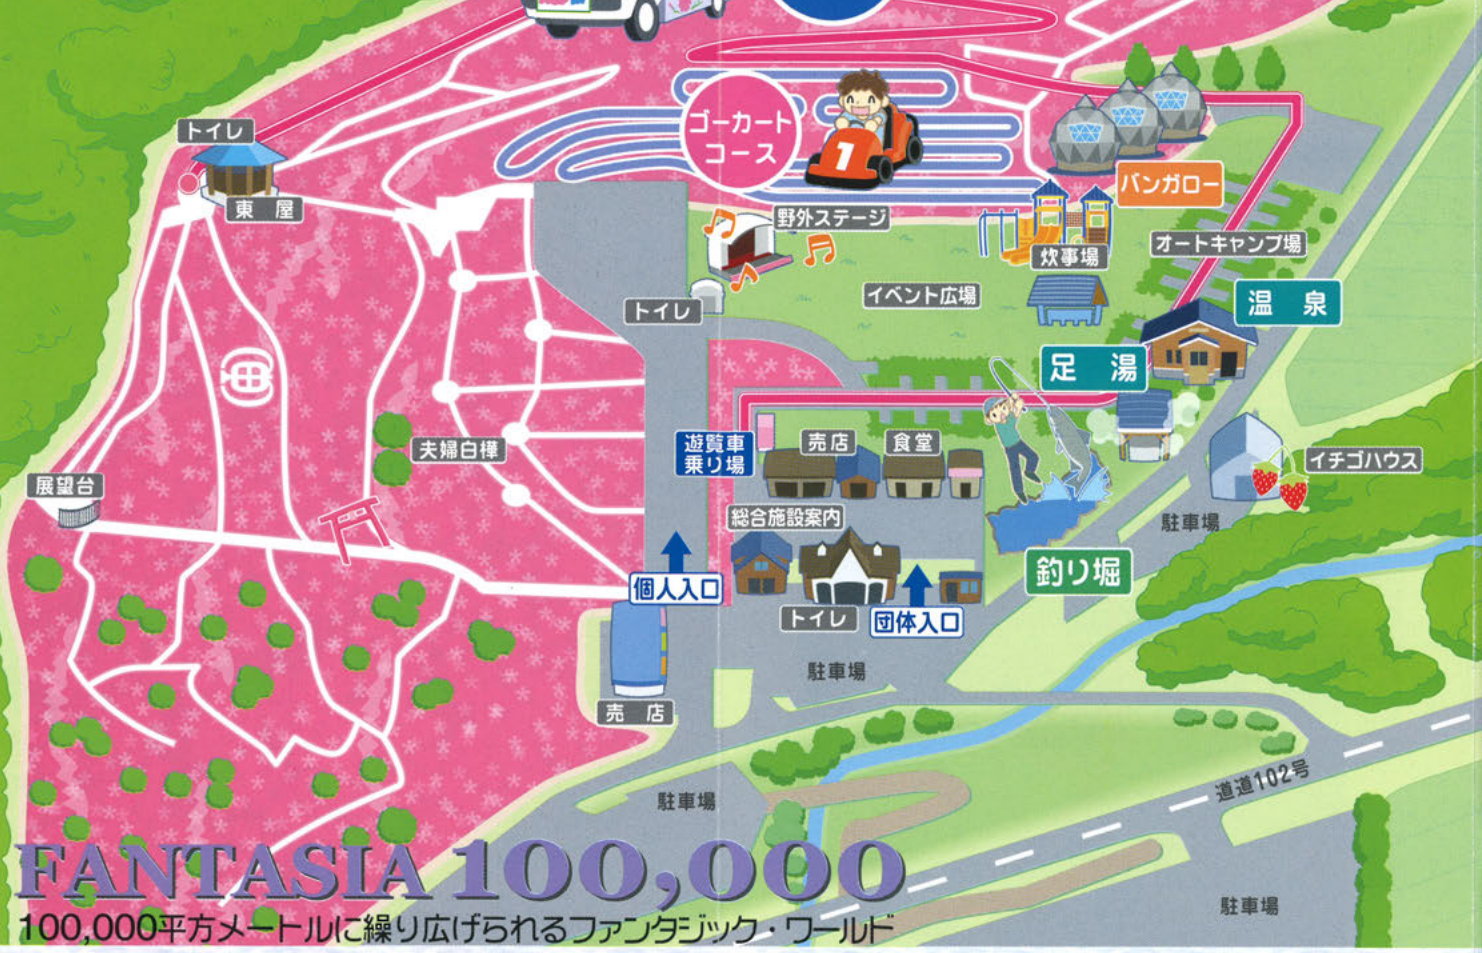 ゴーカート
コース
1
トイレ
東屋
バンガロー
野外ステージ
炊事場
オートキャンプ場
イベント広場
温泉
トイレ
足湯
遊覧車
乗り場
売店
食堂
夫婦白樺
イチゴハウス
展望台
総合施設案内
駐車場
個人入口
釣り堀
トイレ
団体入口
駐車場
売店
駐車場
道道102号
駐車場
FANTASIA 100,000
100,000平方メートルに繰り広げられるファンタジック・ワールド